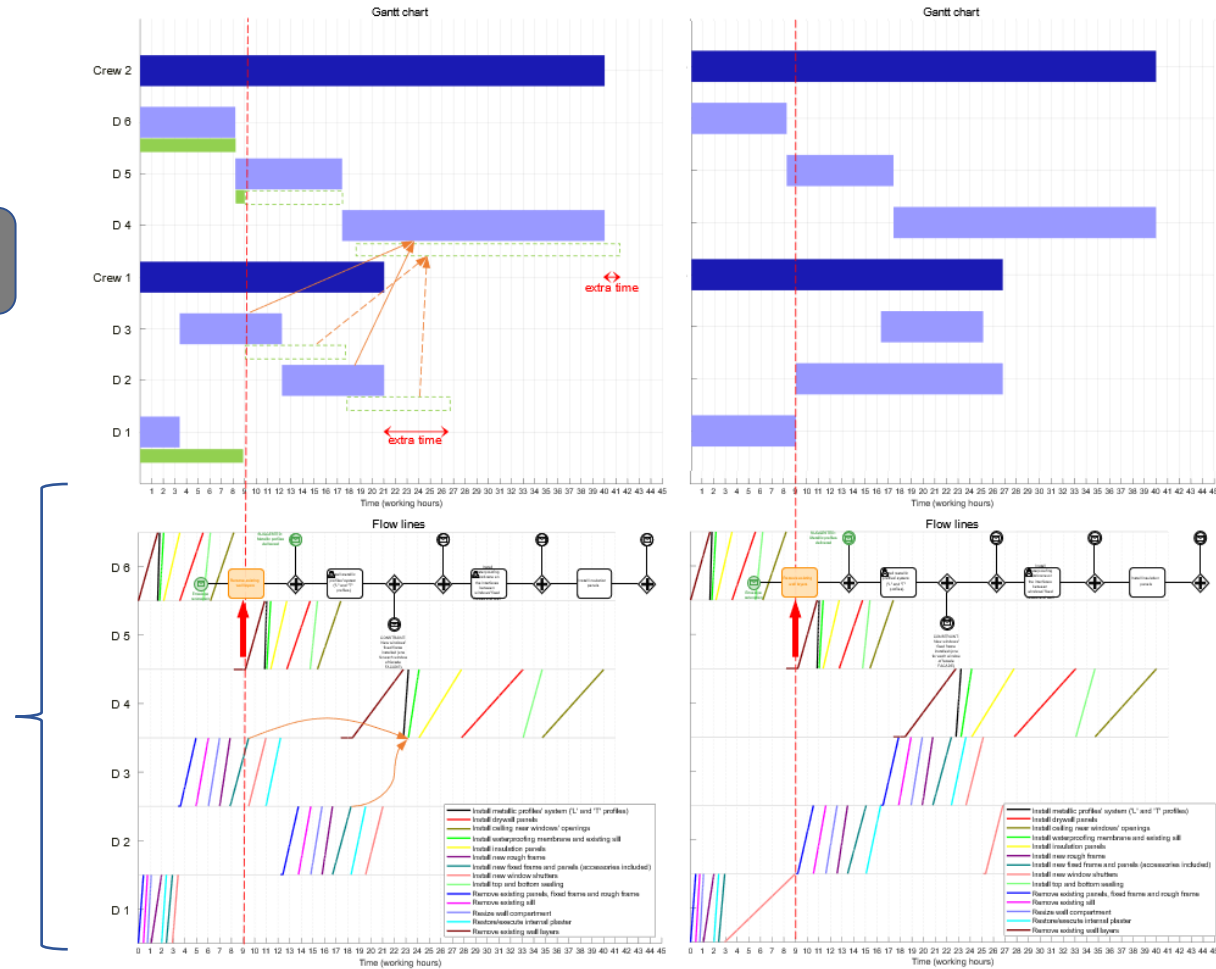 Gantt chart
Crew 2
D 6
D 5
D 4
Crew 1
extra time
D 3
D 2
extra time
D 1
1 2 3 4 5 6 7 8 9 10 11 12 13 14 15 16 17 18 19 20 21 22 23 24 25 26 27 28 29 30 31 32 33 34 35 36 37 38 39 40 41 42 43 44 45
Time (working hours)
Gantt chart
1 2 3 4 5 6 7 8 9 10 11 12 13 14 15 16 17 18 19 20 21 22 23 24 25 26 27 28 29 30 31 32 33 34 35 36 37 38 39 40 41 42 43 44 45
Time (working hours)
Flow lines
D 6
D 5
D 4
D 3
D 2
D 1
Install insulation
panels
Install metallic profiles' system ('L' and 'T' profiles)
Install drywall panels
Install ceiling near windows' openings
Install waterproofing membrane and existing sill
Install insulation panels
Install new rough frame
Install new fixed frame and panels (accessories included)
Install new window shutters
Install top and bottom sealing
Remove existing panels, fixed frame and rough frame
Remove existing sill
Resize wall compartment
Restore/execute internal plaster
Remove existing wall layers
1 2 3 4 5 6 7 8 9 10 11 12 13 14 15 16 17 18 19 20 21 22 23 24 25 26 27 28 29 30 31 32 33 34 35 36 37 38 39 40 41 42 43 44 45
Time (working hours)
Flow lines
Install insulation
panels
Install metallic profiles' system ('L' and 'T' profiles)
Install drywall panels
Install ceiling near windows' openings
Install waterproofing membrane and existing sill
Install insulation panels
Install new rough frame
Install new fixed frame and panels (accessories included)
Install new window shutters
Install top and bottom sealing
Remove existing panels, fixed frame and rough frame
Remove existing sill
Resize wall compartment
Restore/execute internal plaster
Remove existing wall layers
1 2 3 4 5 6 7 8 9 10 11 12 13 14 15 16 17 18 19 20 21 22 23 24 25 26 27 28 29 30 31 32 33 34 35 36 37 38 39 40 41 42 43 44 45
Time (working hours)